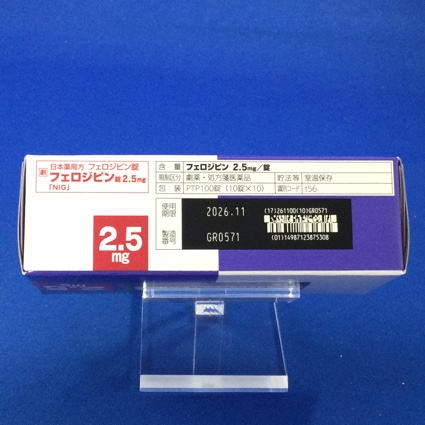 日本薬局方 フェロジピン錠
劇 フェロジピン錠2.5mg
「NIG」
2.5
mg
含量 フェロジピン 2.5mg/錠
規制区分 劇薬・処方箋医薬品 貯法等 室温保存
包装 PTP100錠 (10錠×10) 識別コード t56
使用
期限 2026.11
製造
番号 GR0571
(17)261100(10)GR0571
(01)14987123875308